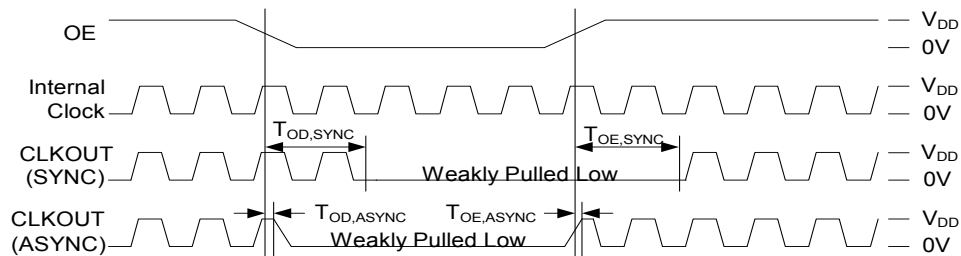 OE
V_DD
0V
Internal
Clock
V_DD
0V
T_OD,SYNC
T_OE,SYNC
CLKOUT
(SYNC)
Weakly Pulled Low
V_DD
0V
CLKOUT
(ASYNC)
T_OD,ASYNC
T_OE,ASYNC
Weakly Pulled Low
V_DD
0V